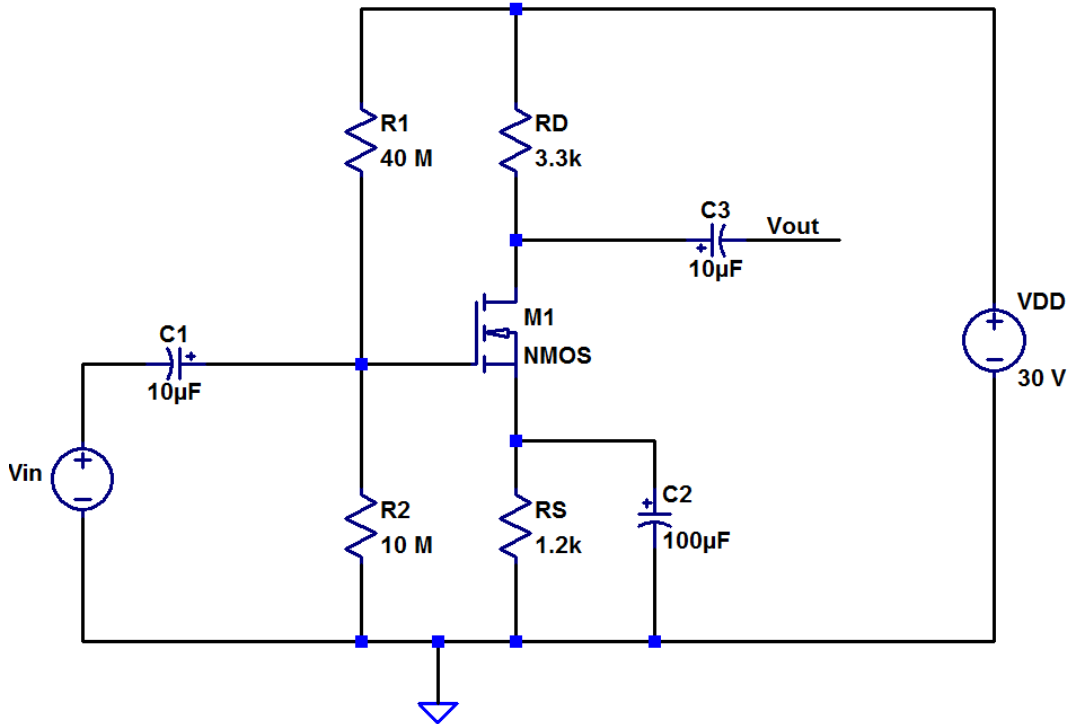 R1
40 M
RD
3.3k
C3
10µF
Vout
M1
NMOS
VDD
30 V
C1
10µF
Vin
R2
10 M
RS
1.2k
C2
100µF